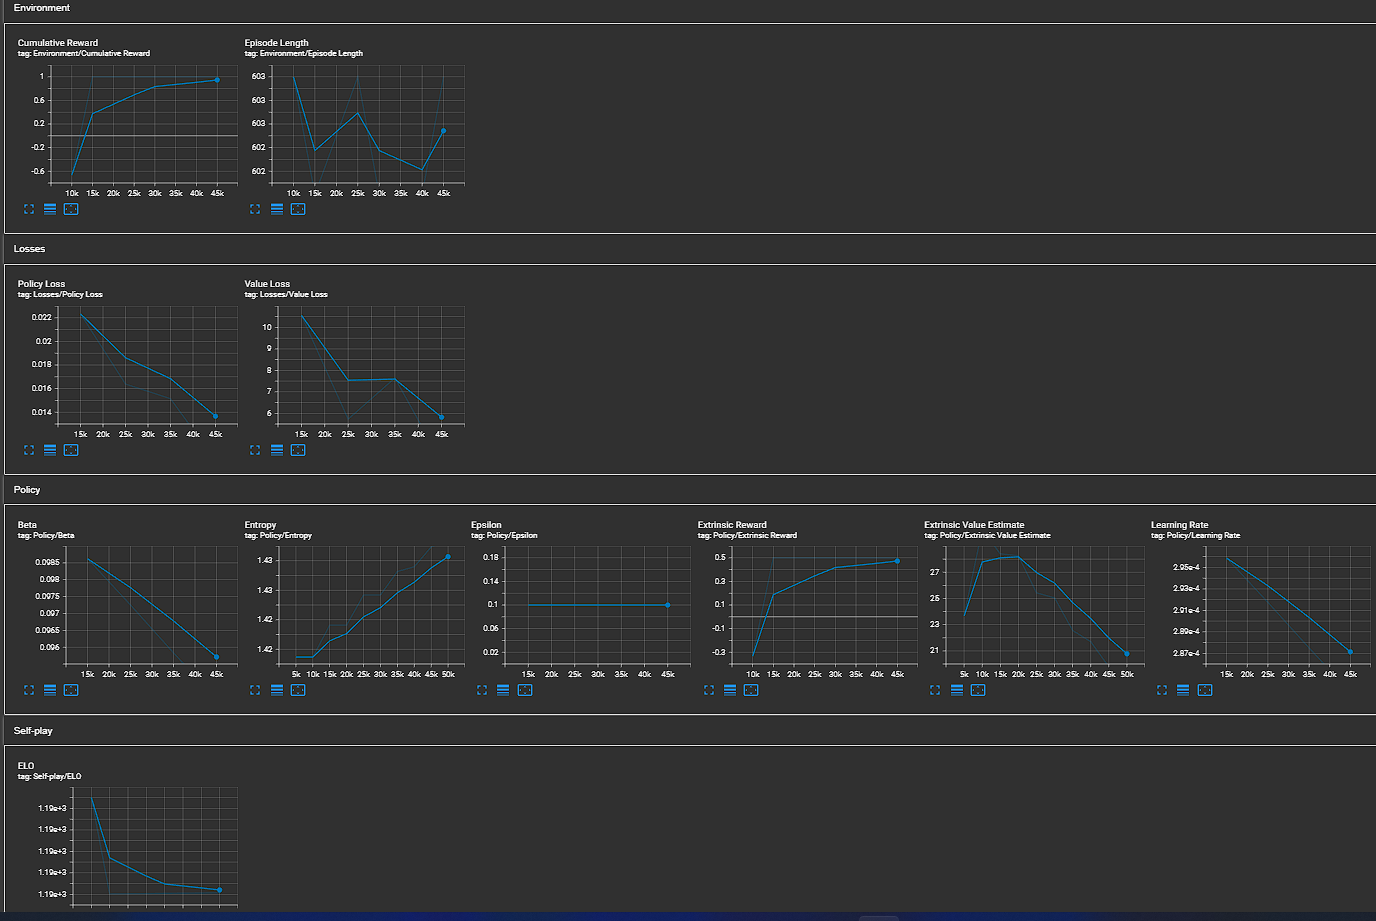 Environment
Cumulative Reward
tag: Environment/Cumulative Reward
1
0.6
0.2
-0.2
-0.6
10k 15k 20k 25k 30k 35k 40k 45k
Episode Length
tag: Environment/Episode Length
603
603
603
602
602
10k 15k 20k 25k 30k 35k 40k 45k
Losses
Policy Loss
tag: Losses/Policy Loss
0.022
0.02
0.018
0.016
0.014
15k 20k 25k 30k 35k 40k 45k
Value Loss
tag: Losses/Value Loss
10
9
8
7
6
15k 20k 25k 30k 35k 40k 45k
Policy
Beta
tag: Policy/Beta
0.0985
0.098
0.0975
0.097
0.0965
0.096
15k 20k 25k 30k 35k 40k 45k
Entropy
tag: Policy/Entropy
1.43
1.43
1.42
1.42
5k 10k 15k 20k 25k 30k 35k 40k 45k 50k
Epsilon
tag: Policy/Epsilon
0.18
0.14
0.1
0.06
0.02
15k 20k 25k 30k 35k 40k 45k
Extrinsic Reward
tag: Policy/Extrinsic Reward
0.5
0.3
0.1
-0.1
-0.3
10k 15k 20k 25k 30k 35k 40k 45k
Extrinsic Value Estimate
tag: Policy/Extrinsic Value Estimate
27
25
23
21
5k 10k 15k 20k 25k 30k 35k 40k 45k 50k
Learning Rate
tag: Policy/Learning Rate
2.95e-4
2.93e-4
2.91e-4
2.89e-4
2.87e-4
15k 20k 25k 30k 35k 40k 45k
Self-play
ELO
tag: Self-play/ELO
1.19e+3
1.19e+3
1.19e+3
1.19e+3
1.19e+3